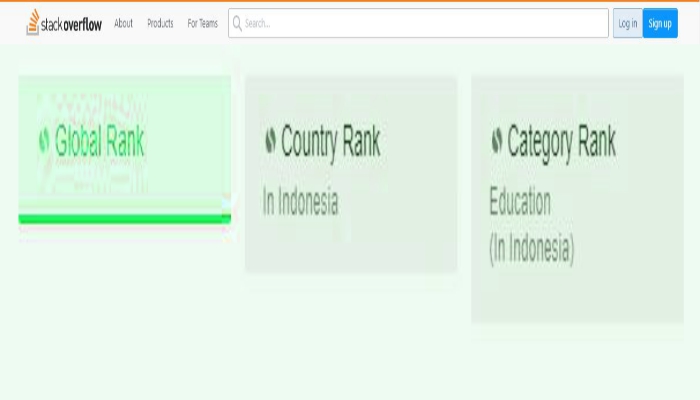 stackoverflow About Products For Teams Search... Log in Sign up
Global Rank
Country Rank
In Indonesia
Category Rank
Education
(In Indonesia)